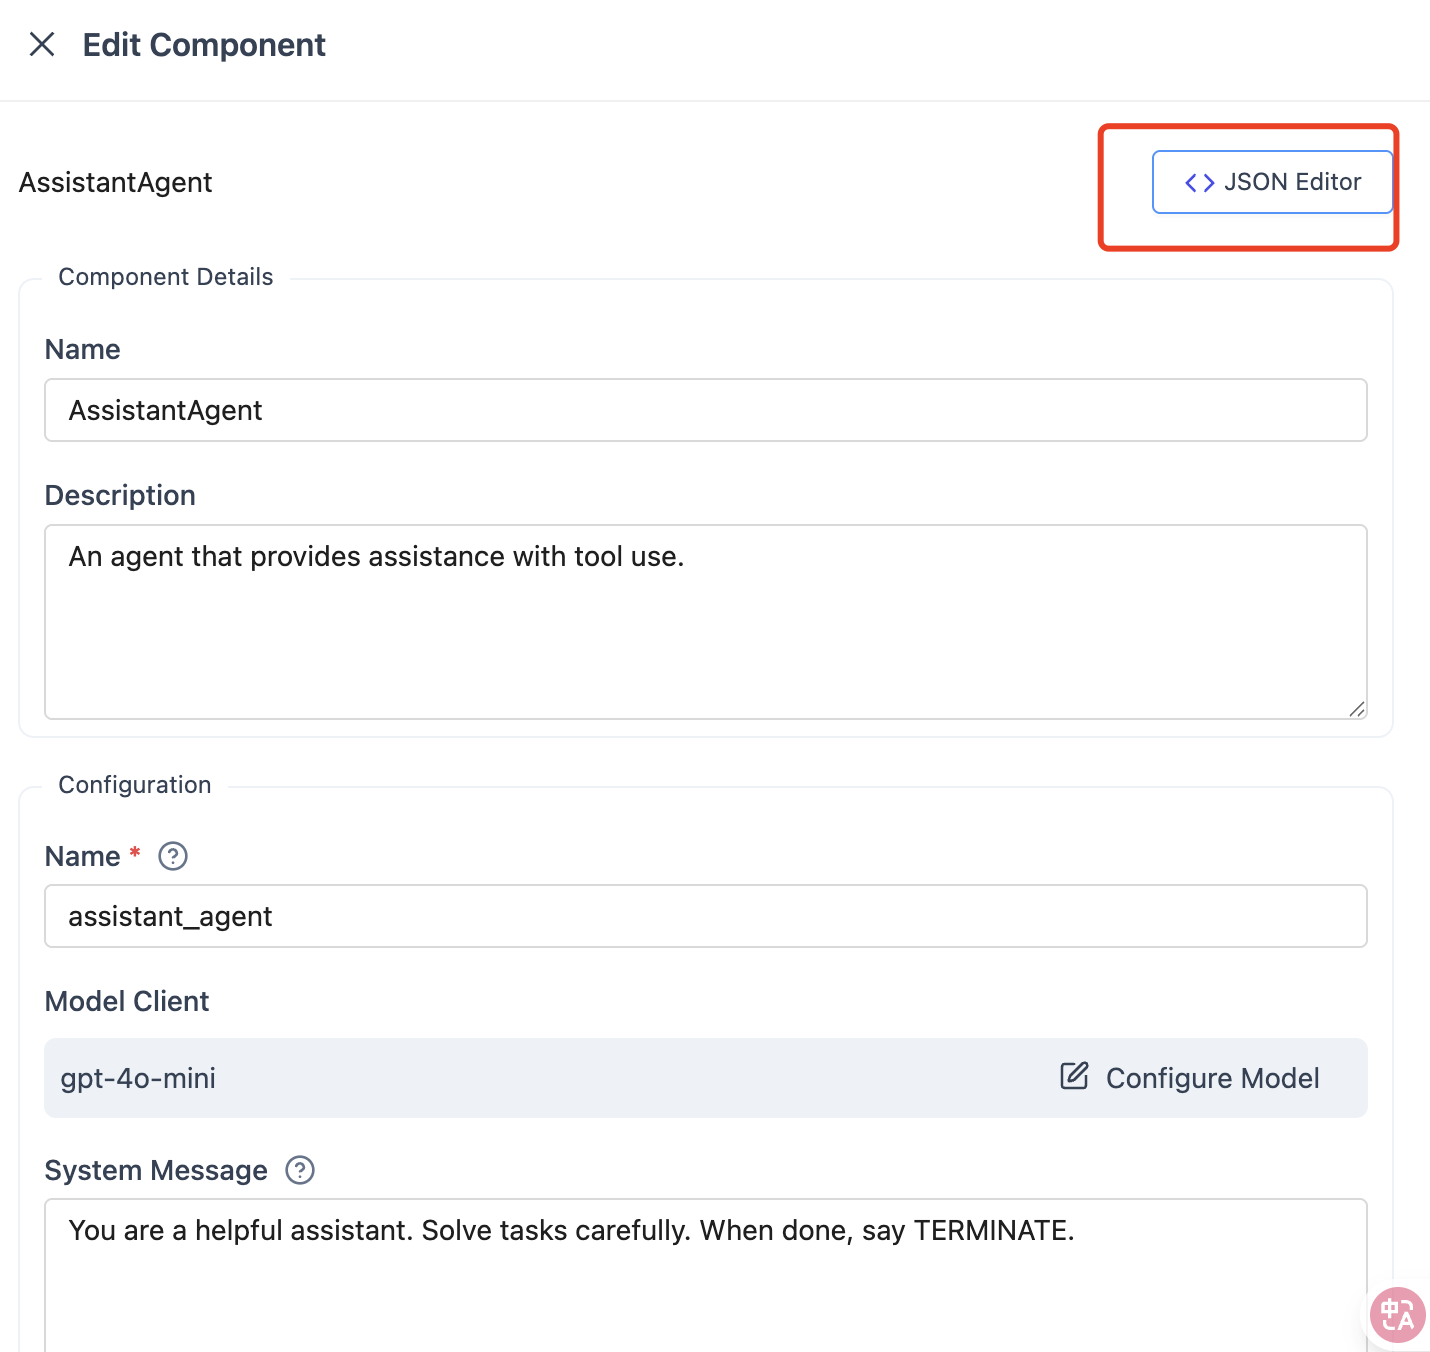 Edit Component
AssistantAgent
JSON Editor
Component Details
Name
AssistantAgent
Description
An agent that provides assistance with tool use.
Configuration
Name *
assistant_agent
Model Client
gpt-4o-mini
Configure Model
System Message
You are a helpful assistant. Solve tasks carefully. When done, say TERMINATE.
中 A